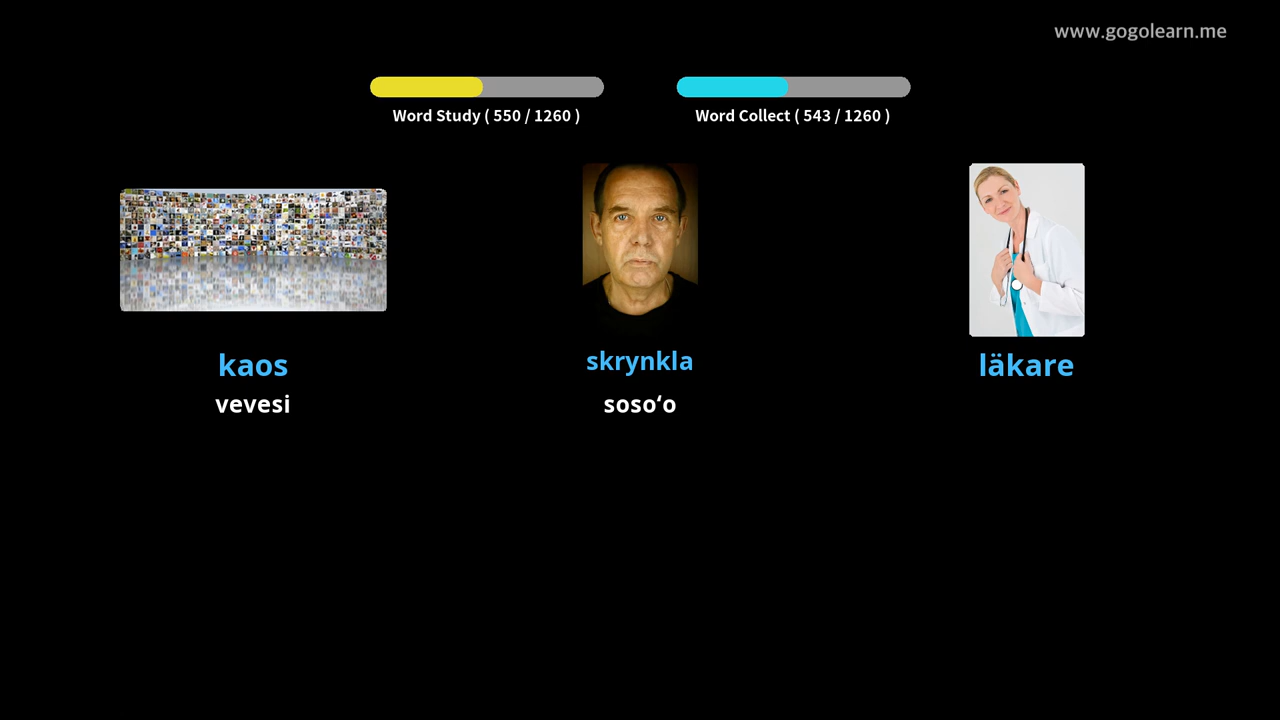 www.gogolearn.me
Word Study ( 550 / 1260 )
Word Collect ( 543 / 1260 )
kaos
skrynkla
läkare
vevesi
soso‘o